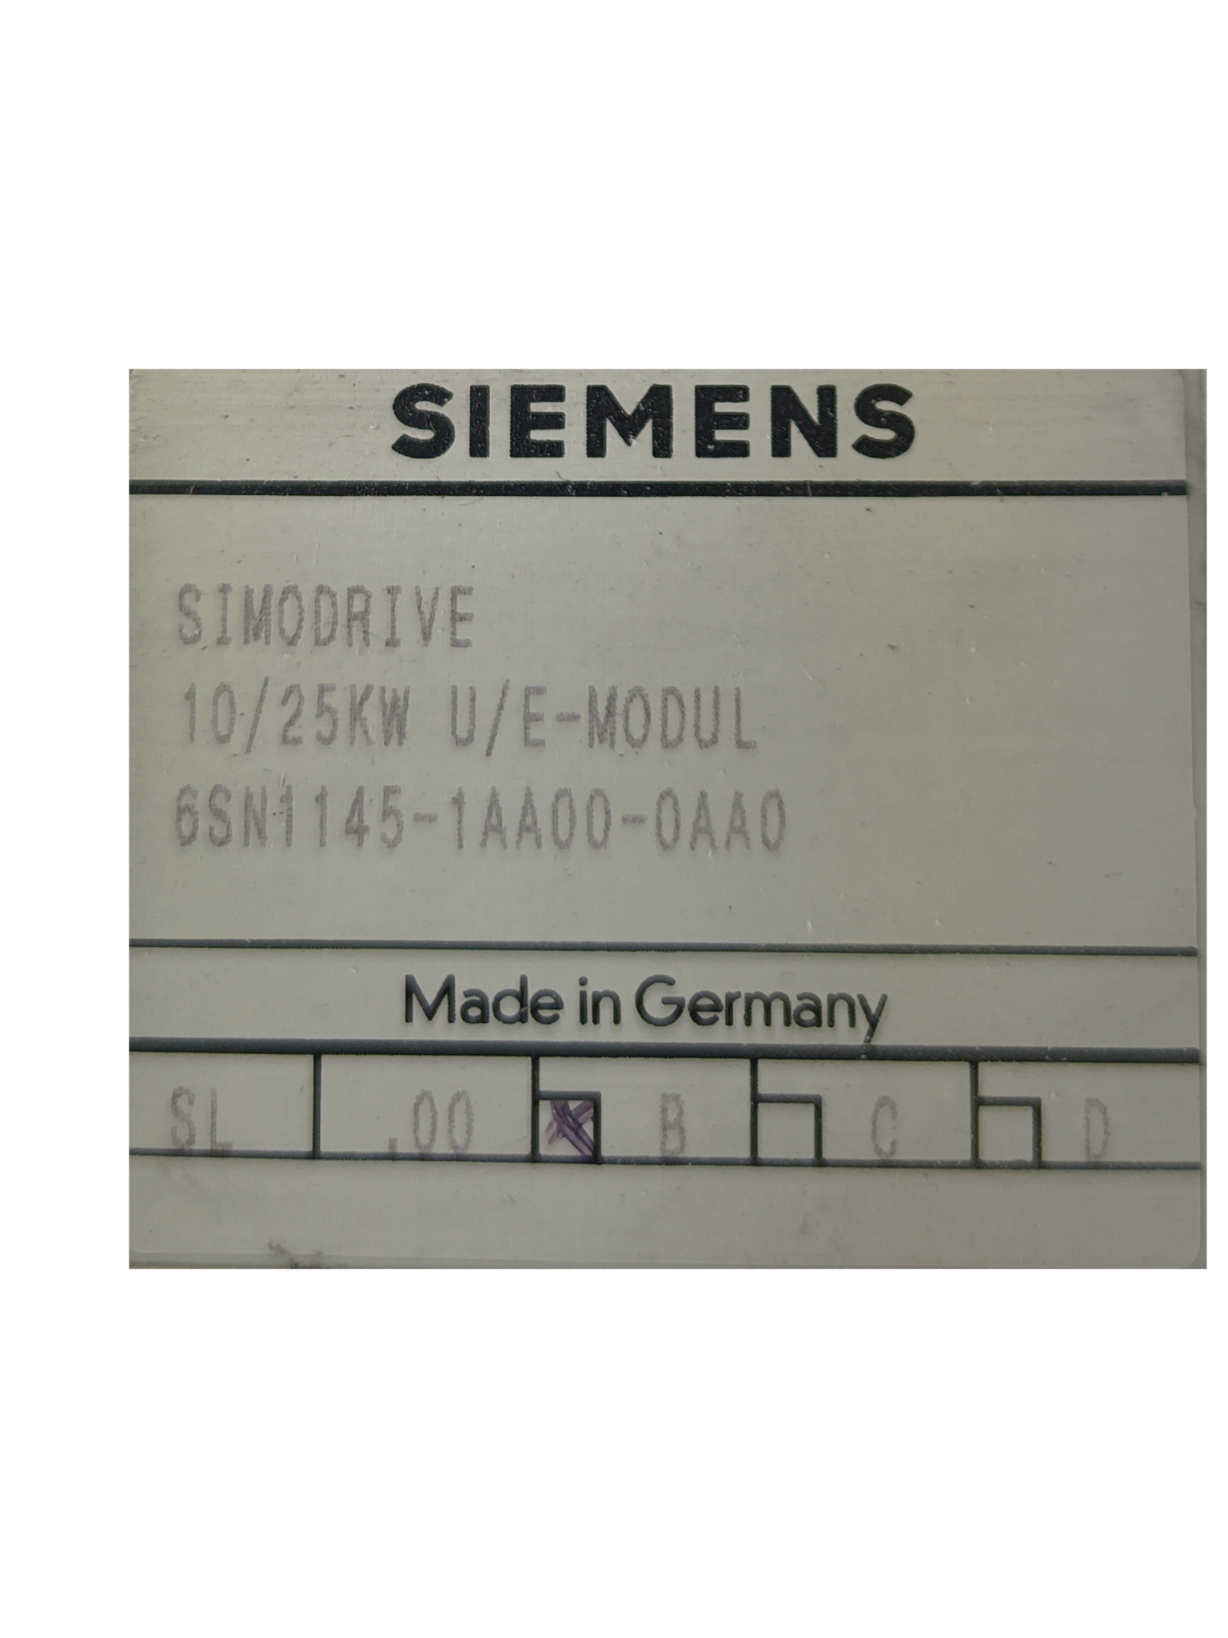 SIEMENS
SIMODRIVE
10/25KW U/E-MODUL
6SN1145-1AA00-0AA0
Made in Germany
SL .00 B C D